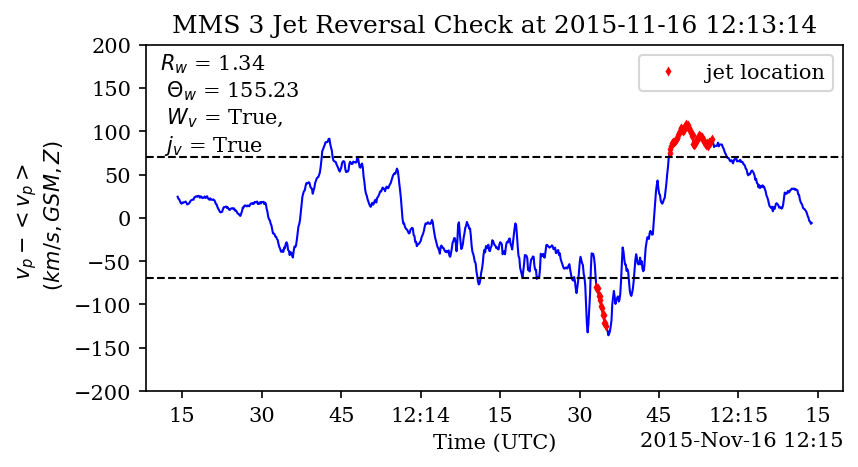 MMS 3 Jet Reversal Check at 2015-11-16 12:13:14
R_w = 1.34
Θ_w = 155.23
W_v = True,
j_v = True
jet location
v_p − < v_p >
(km/s, GSM, Z)
200
150
100
50
0
−50
−100
−150
−200
15 30 45 12:14 15 30 45 12:15 15
Time (UTC)
2015-Nov-16 12:15